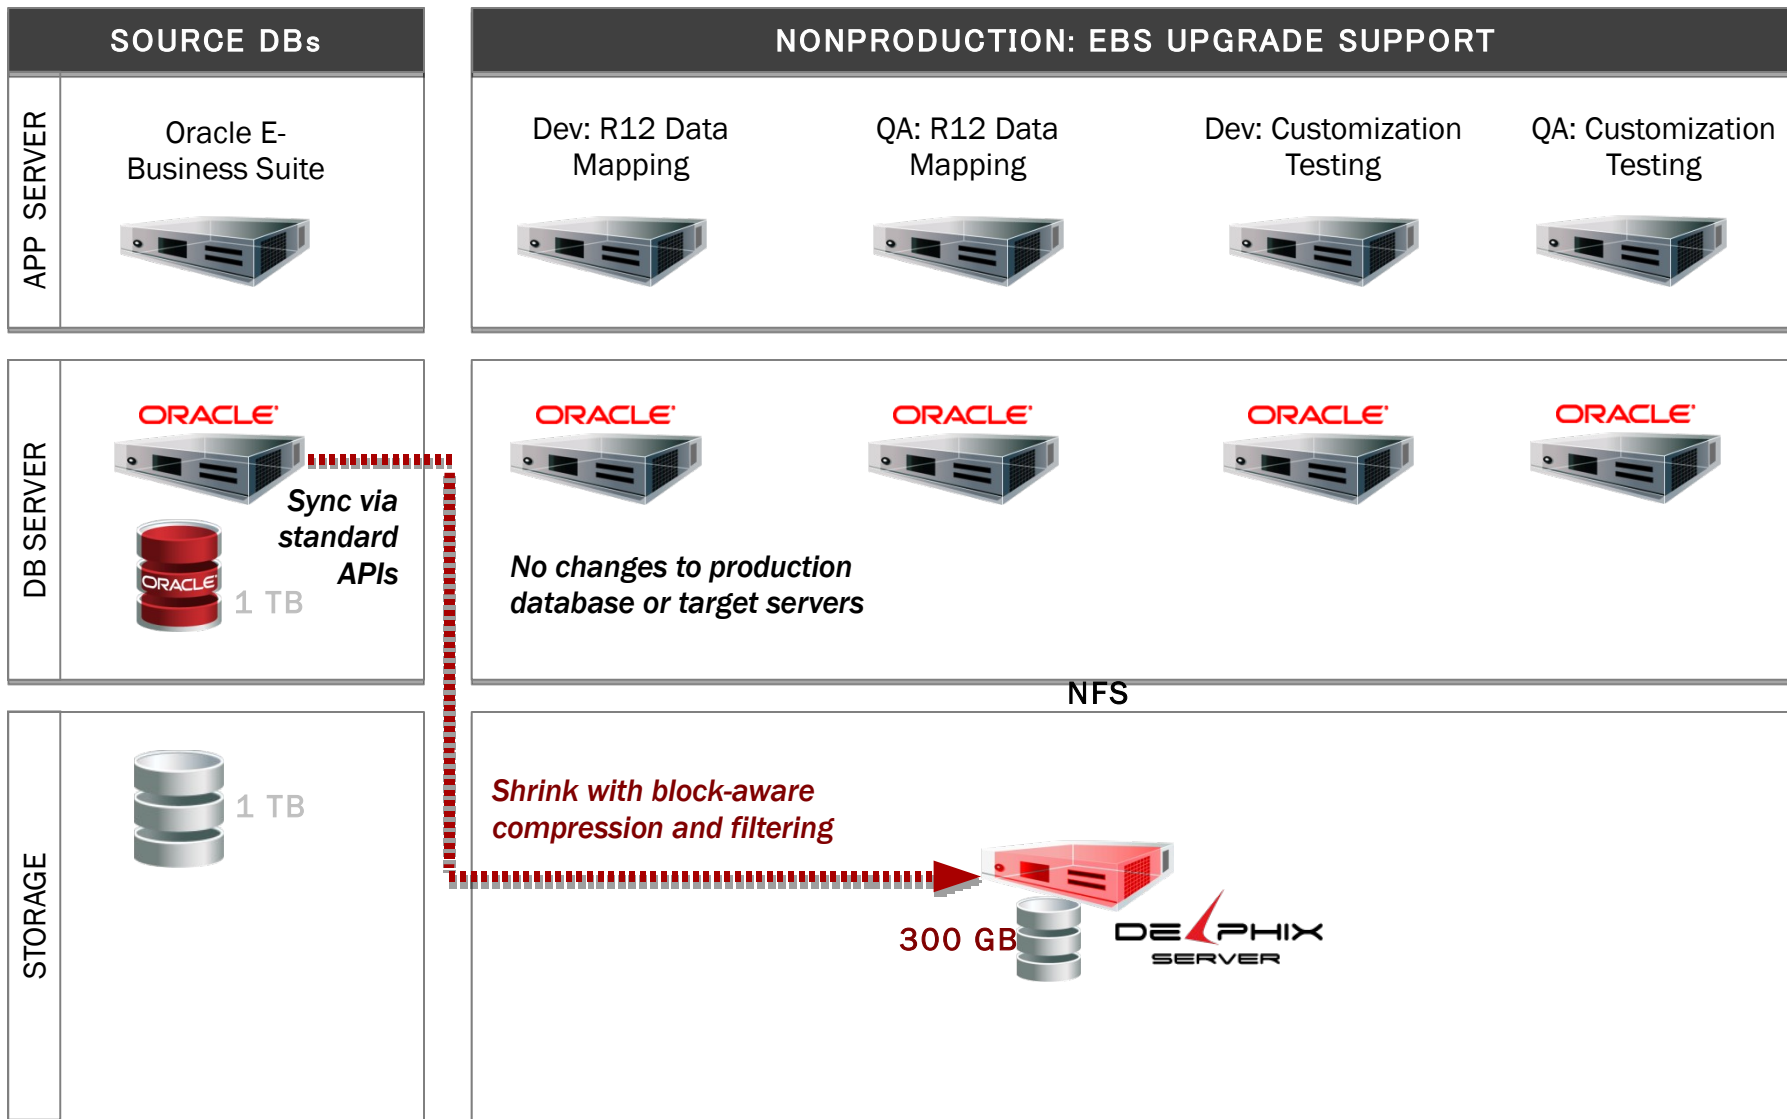 SOURCE DBs
NONPRODUCTION: EBS UPGRADE SUPPORT
APP SERVER
Oracle E-
Business Suite
Dev: R12 Data
Mapping
QA: R12 Data
Mapping
Dev: Customization
Testing
QA: Customization
Testing
DB SERVER
ORACLE
ORACLE
ORACLE
ORACLE
ORACLE
Sync via
standard
APIs
ORACLE
1 TB
No changes to production
database or target servers
NFS
STORAGE
1 TB
Shrink with block-aware
compression and filtering
300 GB
DELPHIX
SERVER